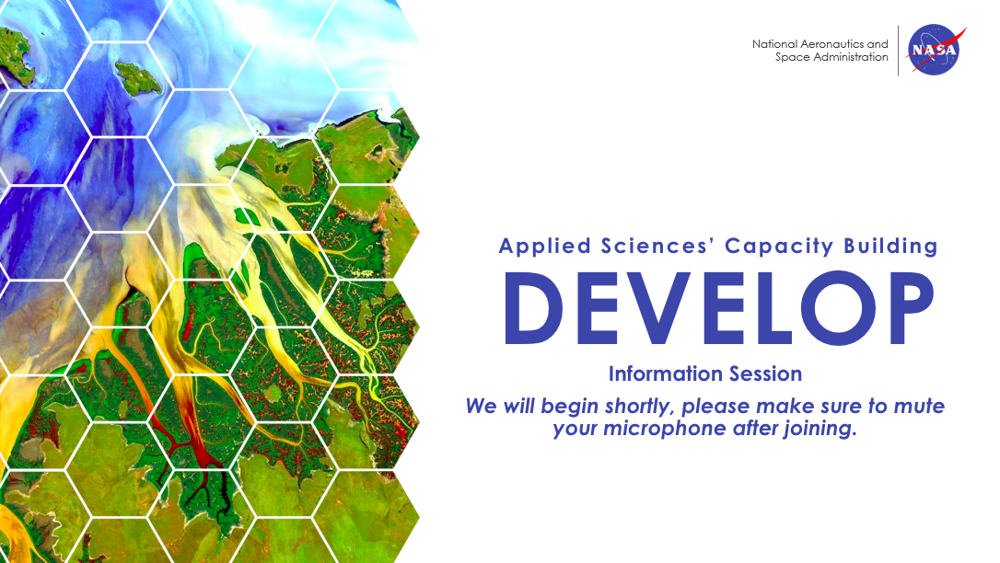 National Aeronautics and
Space Administration
NASA
Applied Sciences’ Capacity Building
DEVELOP
Information Session
We will begin shortly, please make sure to mute
your microphone after joining.